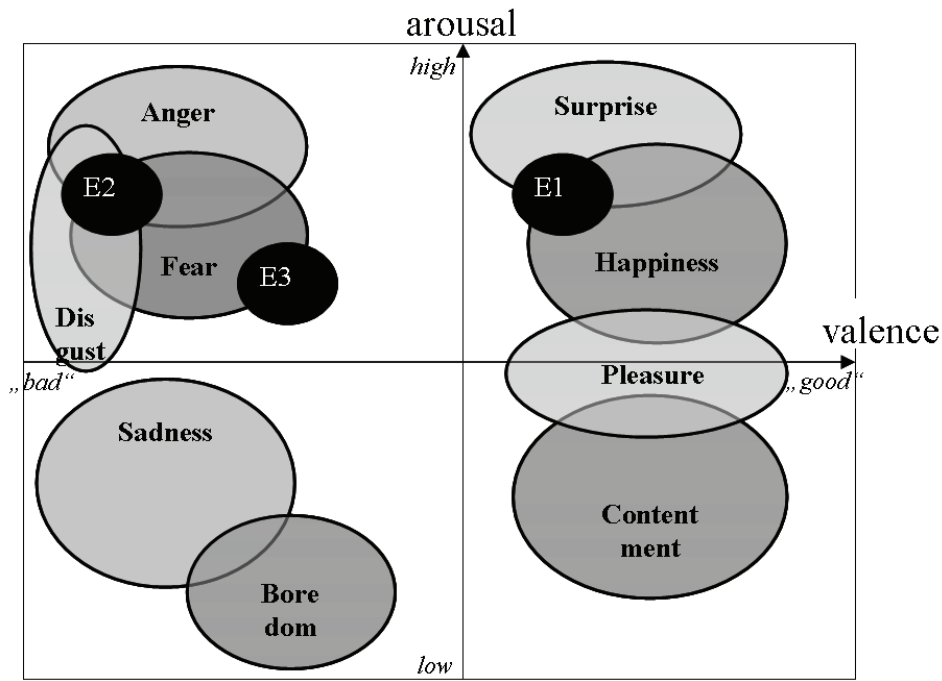 arousal
high
Anger
Surprise
E2
E1
Fear
E3
Happiness
Dis
gust
valence
„bad“
Pleasure
„good“
Sadness
Content
ment
Bore
dom
low